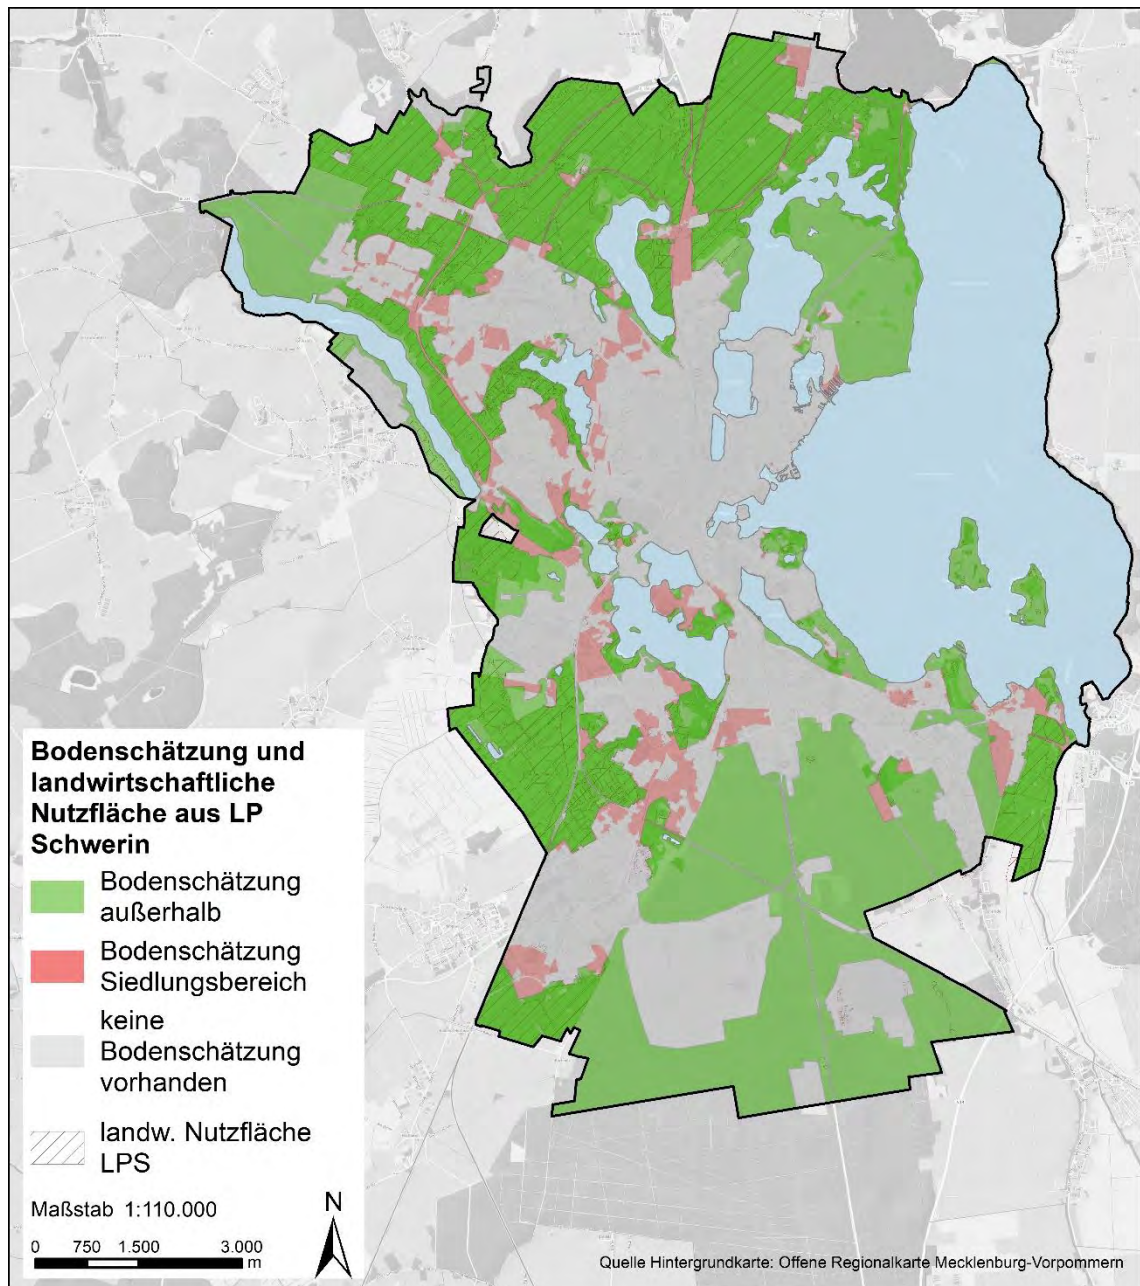 Bodenschätzung und
landwirtschaftliche
Nutzfläche aus LP
Schwerin
Bodenschätzung
außerhalb
Bodenschätzung
Siedlungsbereich
keine
Bodenschätzung
vorhanden
landw. Nutzfläche
LPS
Maßstab 1:110.000
0 750 1.500 3.000
m
N
Quelle Hintergrundkarte: Offene Regionalkarte Mecklenburg-Vorpommern